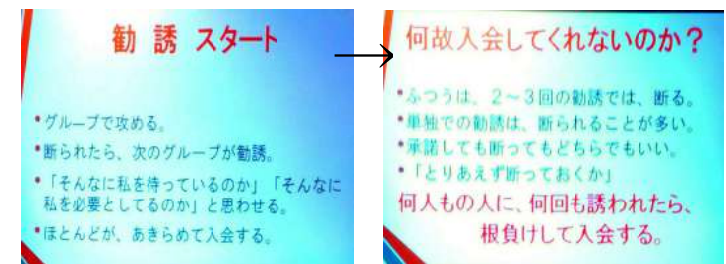 勧 誘 スタート
•グループで攻める。
•断られたら、次のグループが勧誘。
•「そんなに私を待っているのか」「そんなに
私を必要としてるのか」と思わせる。
•ほとんどが、あきらめて入会する。
→
何故入会してくれないのか？
•ふつうは、２～３回の勧誘では、断る。
•単独での勧誘は、断られることが多い。
•承諾しても断ってもどちらでもいい。
•「とりあえず断っておくか」
何人もの人に、何回も誘われたら、
根負けして入会する。